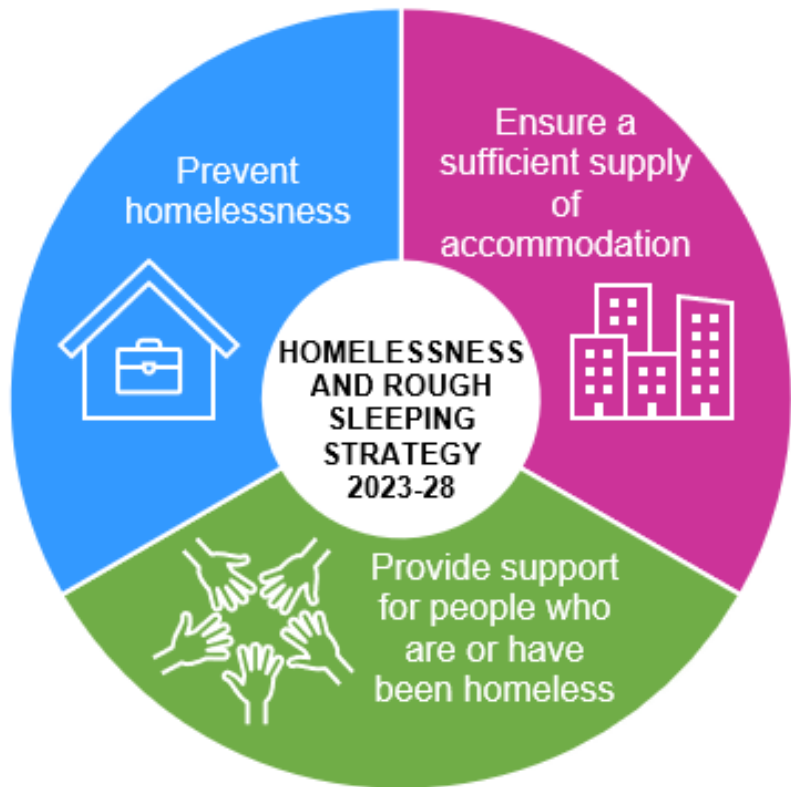 Prevent
homelessness
Ensure a
sufficient supply
of
accommodation
HOMELESSNESS
AND ROUGH
SLEEPING
STRATEGY
2023-28
Provide support
for people who
are or have
been homeless